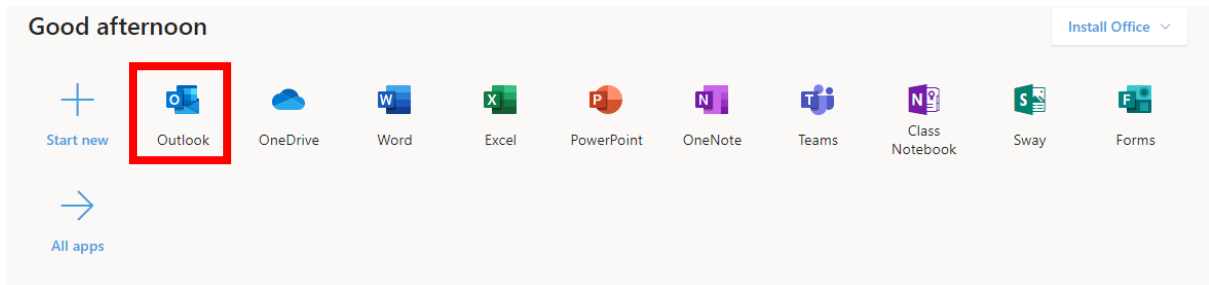 Good afternoon
Install Office
Start new
Outlook
OneDrive
Word
Excel
PowerPoint
OneNote
Teams
Class
Notebook
Sway
Forms
All apps